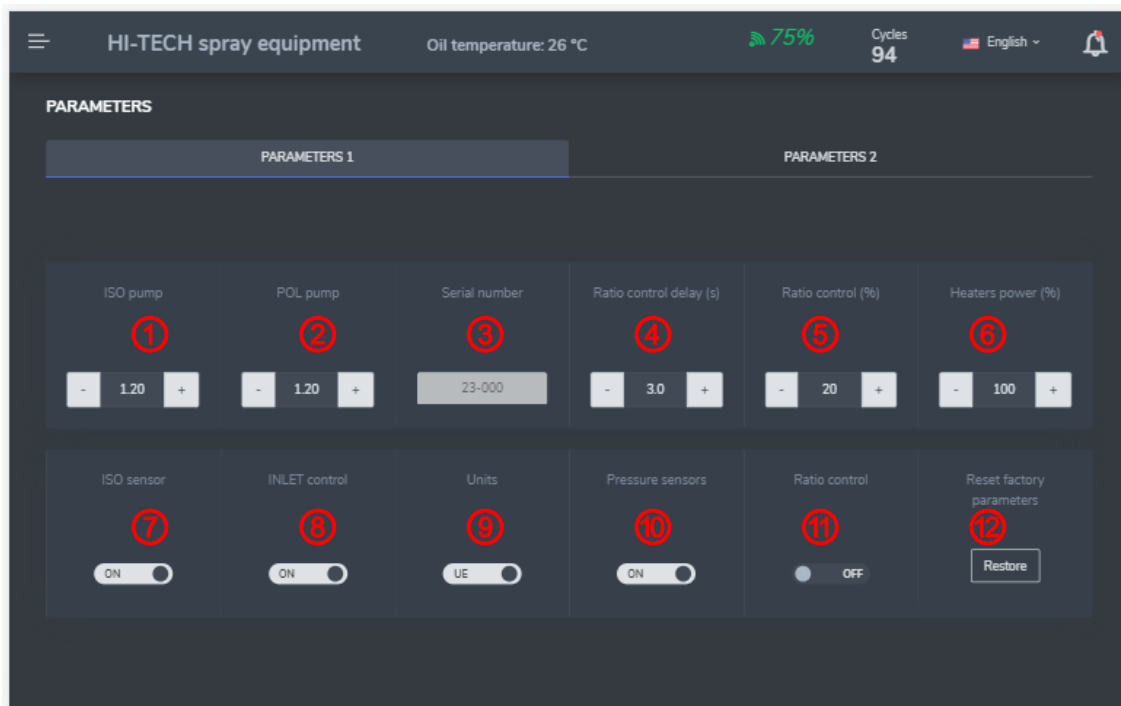 HI-TECH spray equipment Oil temperature: 26 °C 75% Cycles 94 English
PARAMETERS
PARAMETERS 1 PARAMETERS 2
ISO pump POL pump Serial number Ratio control delay (s) Ratio control (%) Heaters power (%)
1 2 3 4 5 6
- 1.20 + - 1.20 + 23-000 - 3.0 + - 20 + - 100 +
ISO sensor INLET control Units Pressure sensors Ratio control Reset factory parameters
7 8 9 10 11 12
ON ON UE ON OFF Restore